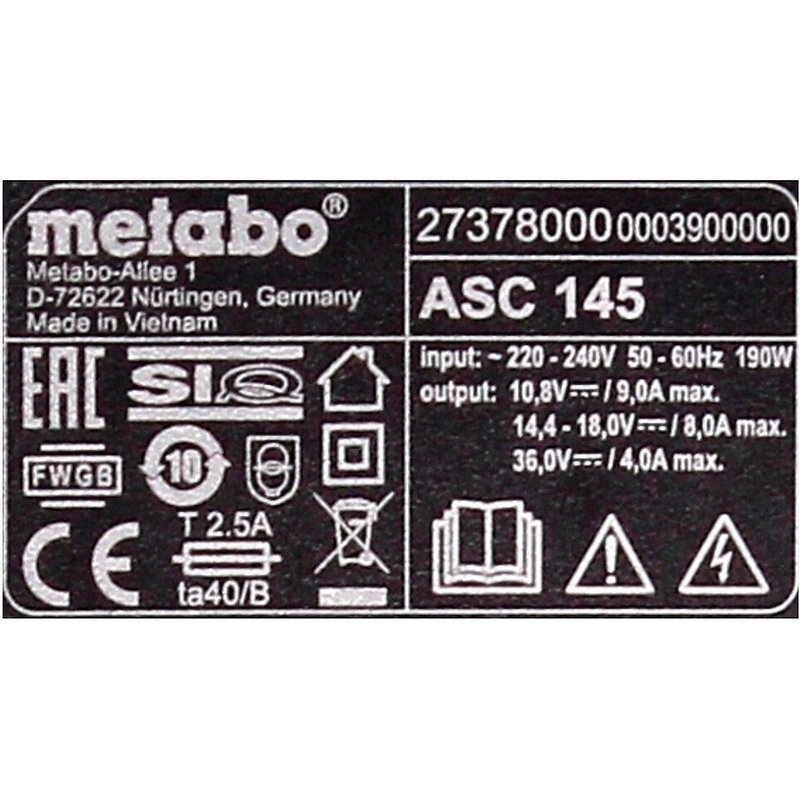 metabo®
Metabo-Allee 1
D-72622 Nürtingen, Germany
Made in Vietnam
27378000 0003900000
ASC 145
input: ~ 220 - 240V 50 - 60Hz 190W
output: 10,8V⎓/ 9,0A max.
14,4 - 18,0V⎓/ 8,0A max.
36,0V⎓/ 4,0A max.
EAC
SIQ
FWGB
10
CE
T 2.5A
ta40/B